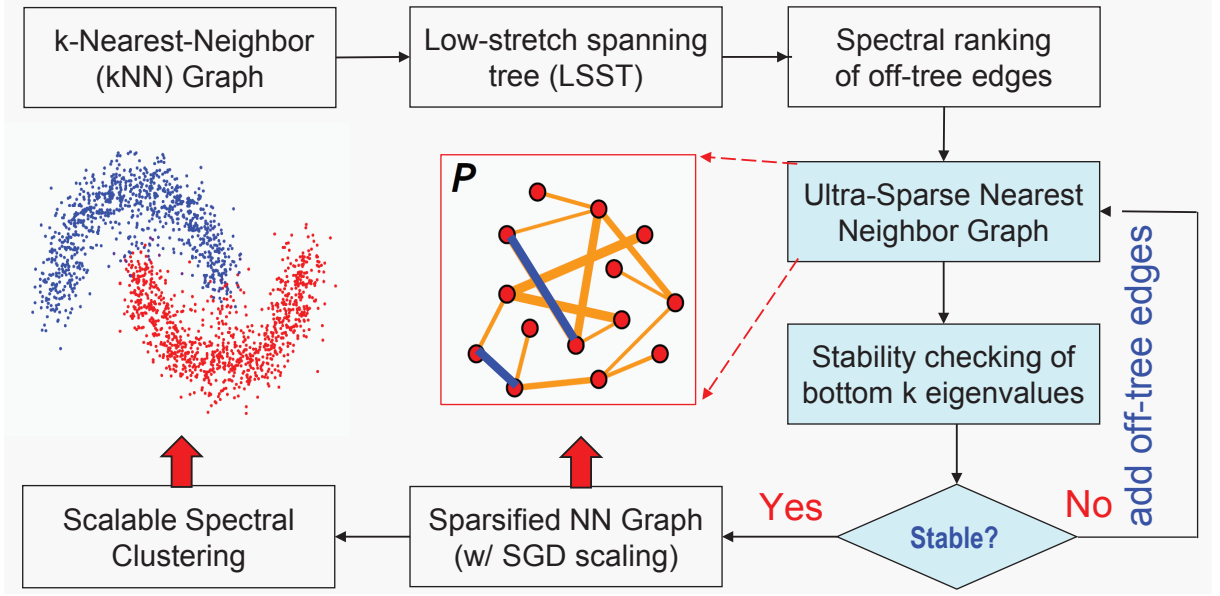 k-Nearest-Neighbor
(kNN) Graph
Low-stretch spanning
tree (LSST)
Spectral ranking
of off-tree edges
P
Ultra-Sparse Nearest
Neighbor Graph
add off-tree edges
Stability checking of
bottom k eigenvalues
Scalable Spectral
Clustering
Sparsified NN Graph
(w/ SGD scaling)
Yes
Stable?
No